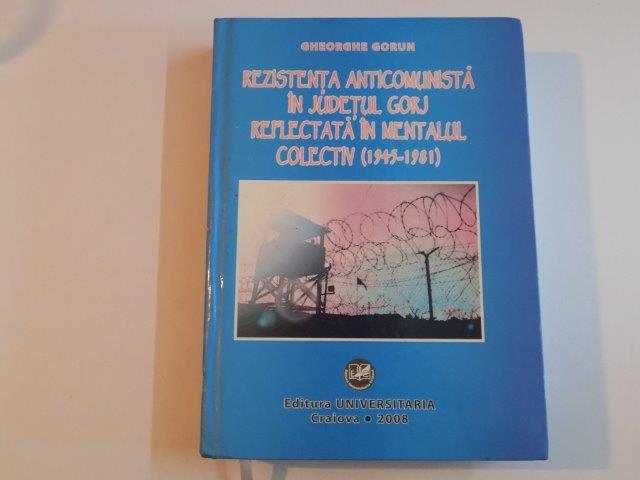 GHEORGHE GORUN
REZISTENȚA ANTICOMUNISTĂ
ÎN JUDEȚUL GORJ
REFLECTATĂ ÎN MENTALUL
COLECTIV (1945-1981)
Editura UNIVERSITARIA
Craiova • 2008